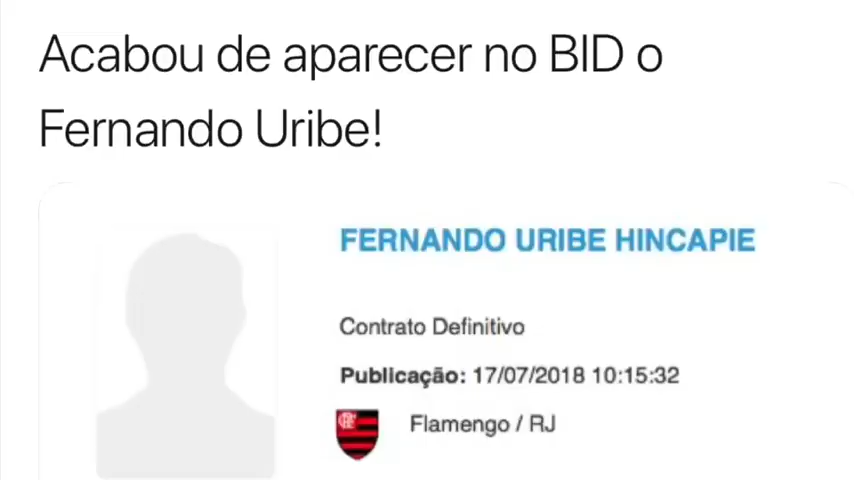 Acabou de aparecer no BID o
Fernando Uribe!
FERNANDO URIBE HINCAPIE
Contrato Definitivo
Publicação: 17/07/2018 10:15:32
Flamengo / RJ